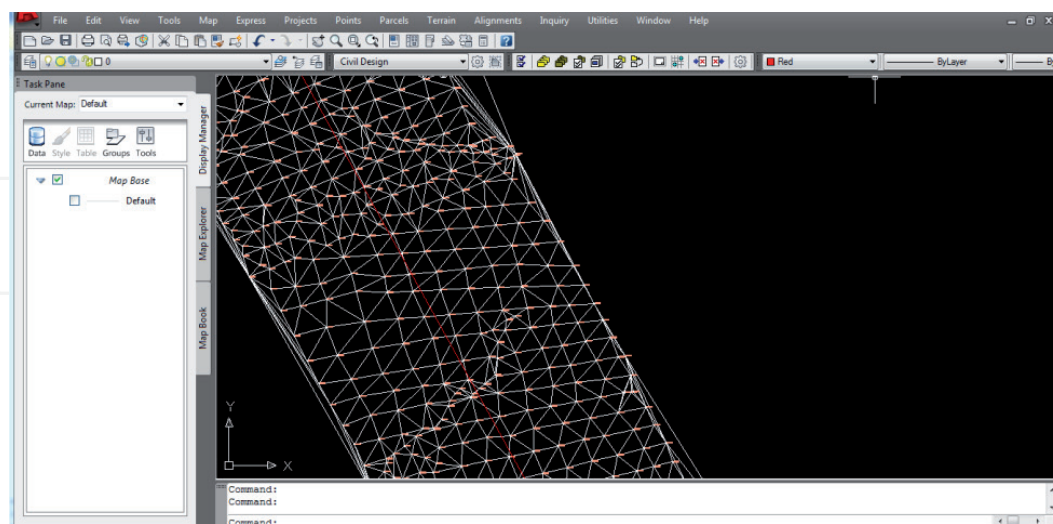 File Edit View Tools Map Express Projects Points Parcels Terrain Alignments Inquiry Utilities Window Help
0 Civil Design Red ByLayer
Task Pane
Current Map: Default
Data Style Table Groups Tools
Map Base
Default
Display Manager
Map Explorer
Map Book
Y
X
Command:
Command:
Command: